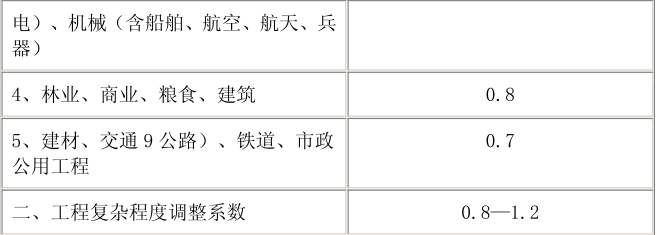 电）、机械（含船舶、航空、航天、兵
器）
4、林业、商业、粮食、建筑
0.8
5、建材、交通 9 公路）、铁道、市政
公用工程
0.7
二、工程复杂程度调整系数
0.8—1.2